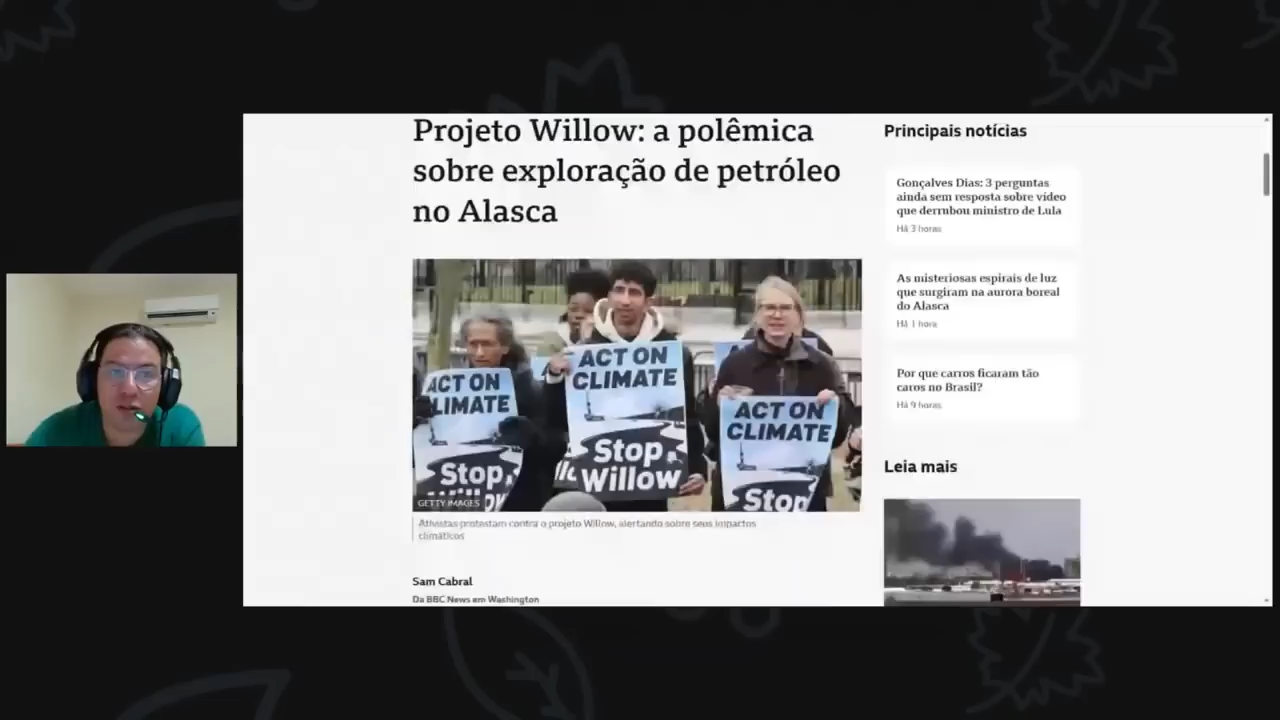 Projeto Willow: a polêmica
sobre exploração de petróleo
no Alasca
ACT ON
LIMATE
Stop
ACT ON
CLIMATE
Stop
Willow
ACT ON
CLIMATE
Stop
GETTY IMAGES
Ativistas protestam contra o projeto Willow, alertando sobre seus impactos
climáticos
Sam Cabral
Da BBC News em Washington
Principais notícias
Gonçalves Dias: 3 perguntas
ainda sem resposta sobre vídeo
que derrubou ministro de Lula
Há 3 horas
As misteriosas espirais de luz
que surgiram na aurora boreal
do Alasca
Há 1 hora
Por que carros ficaram tão
caros no Brasil?
Há 9 horas
Leia mais